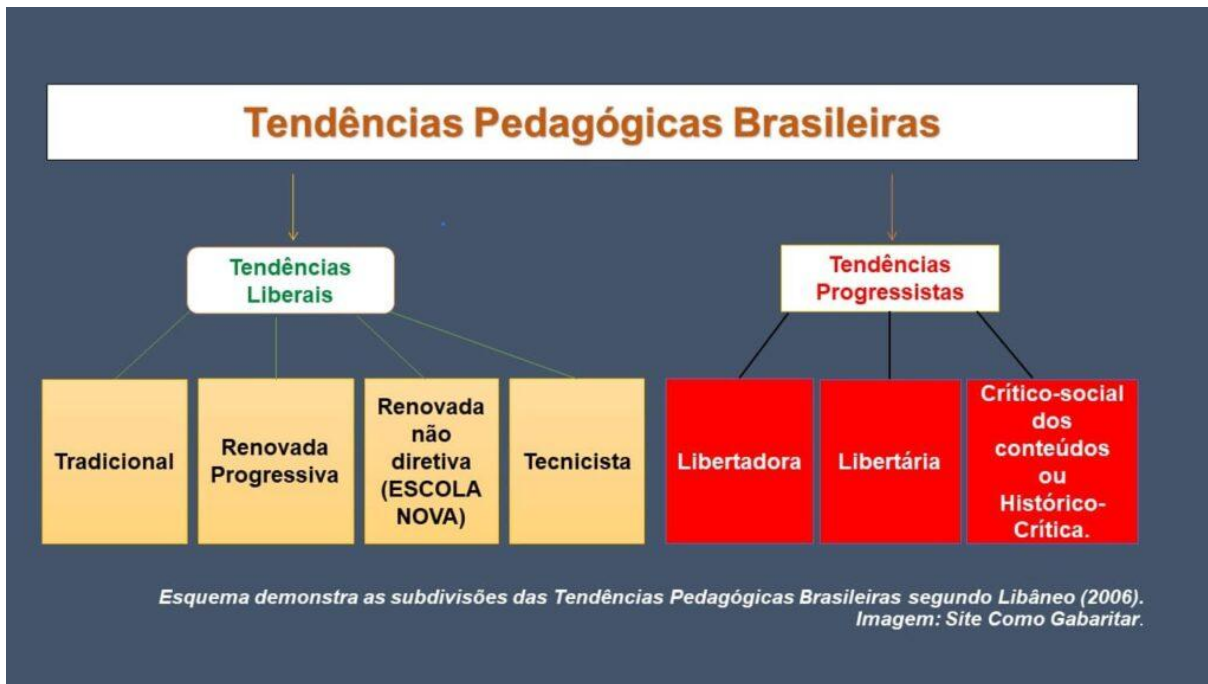 Tendências Pedagógicas Brasileiras
Tendências
Liberais
Tendências
Progressistas
Tradicional
Renovada
Progressiva
Renovada
não
diretiva
(ESCOLA
NOVA)
Tecnicista
Libertadora
Libertária
Crítico-social
dos
conteúdos
ou
Histórico-
Crítica.
Esquema demonstra as subdivisões das Tendências Pedagógicas Brasileiras segundo Libâneo (2006).
Imagem: Site Como Gabaritar.